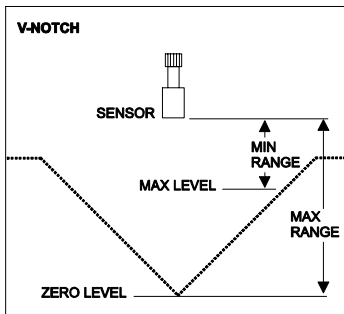 V-NOTCH
SENSOR
MIN
RANGE
MAX LEVEL
MAX
RANGE
ZERO LEVEL